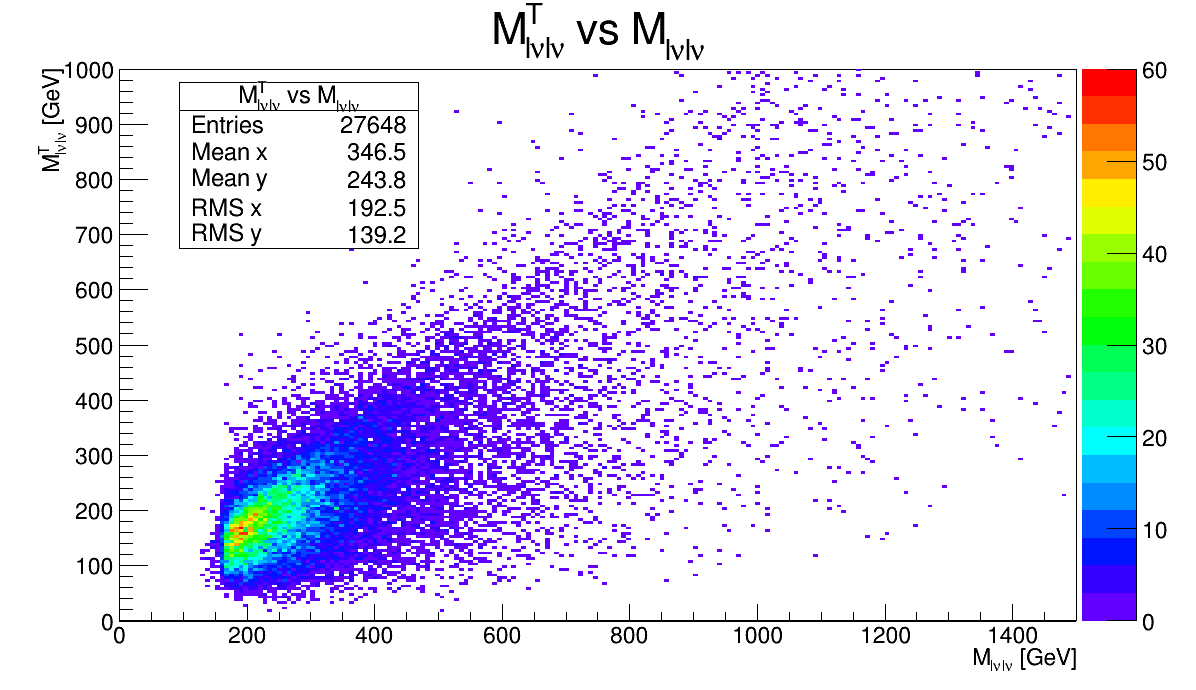 M^T_lνlν vs M_lνlν
M^T_lνlν [GeV]
M^T_lνlν vs M_lνlν
Entries 27648
Mean x 346.5
Mean y 243.8
RMS x 192.5
RMS y 139.2
1000
900
800
700
600
500
400
300
200
100
0
0 200 400 600 800 1000 1200 1400
M_lνlν [GeV]
60
50
40
30
20
10
0